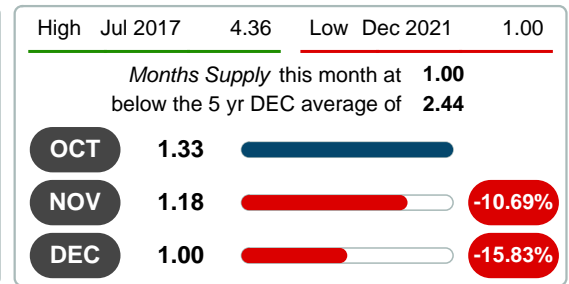 High Jul 2017 4.36 Low Dec 2021 1.00
Months Supply this month at 1.00
below the 5 yr DEC average of 2.44
OCT 1.33
NOV 1.18 -10.69%
DEC 1.00 -15.83%